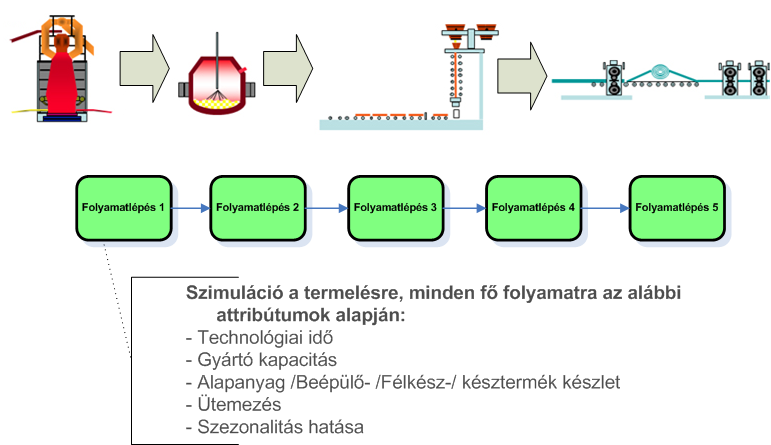 Folyamatlépés 1
Folyamatlépés 2
Folyamatlépés 3
Folyamatlépés 4
Folyamatlépés 5
Szimuláció a termelésre, minden fő folyamatra az alábbi
attribútumok alapján:
- Technológiai idő
- Gyártó kapacitás
- Alapanyag /Beépülő- /Félkész-/ késztermék készlet
- Ütemezés
- Szezonalitás hatása